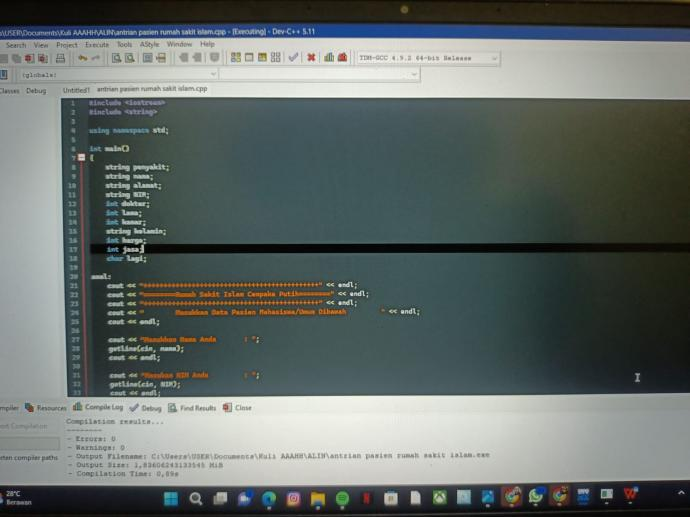 \USER\Documents\Kuli AAAHH\ALIN\antrian pasien rumah sakit islam.cpp - [Executing] - Dev-C++ 5.11
Search View Project Execute Tools AStyle Window Help
TDM-GCC 4.9.2 64-bit Release
(globals)
Classes Debug Untitled1 antrian pasien rumah sakit islam.cpp
1 #include <iostream>
2 #include <string>
3
4 using namespace std;
5
6 int main()
7 {
8 string penyakit;
9 string nama;
10 string alamat;
11 string NIM;
12 int dokter;
13 int lama;
14 int kamar;
15 string kelamin;
16 int harga;
17 int jasa;
18 char lagi;
19
20 awal:
21 cout << "++++++++++++++++++++++++++++++++++++++++++++" << endl;
22 cout << "========Rumah Sakit Islam Cempaka Putih========" << endl;
23 cout << "++++++++++++++++++++++++++++++++++++++++++++" << endl;
24 cout << " Masukkan Data Pasien Mahasiswa/Umum Dibawah " << endl;
25 cout << endl;
26
27 cout << "Masukkan Nama Anda : ";
28 getline(cin, nama);
29 cout << endl;
30
31 cout << "Masukan NIM Anda : ";
32 getline(cin, NIM);
33 cout << endl;
mpiler Resources Compile Log Debug Find Results Close
ort Compilation
rten compiler paths
Compilation results...
--------
- Errors: 0
- Warnings: 0
- Output Filename: C:\Users\USER\Documents\Kuli AAAHH\ALIN\antrian pasien rumah sakit islam.exe
- Output Size: 1,83606243133545 MiB
- Compilation Time: 0,89s
28°C
Berawan